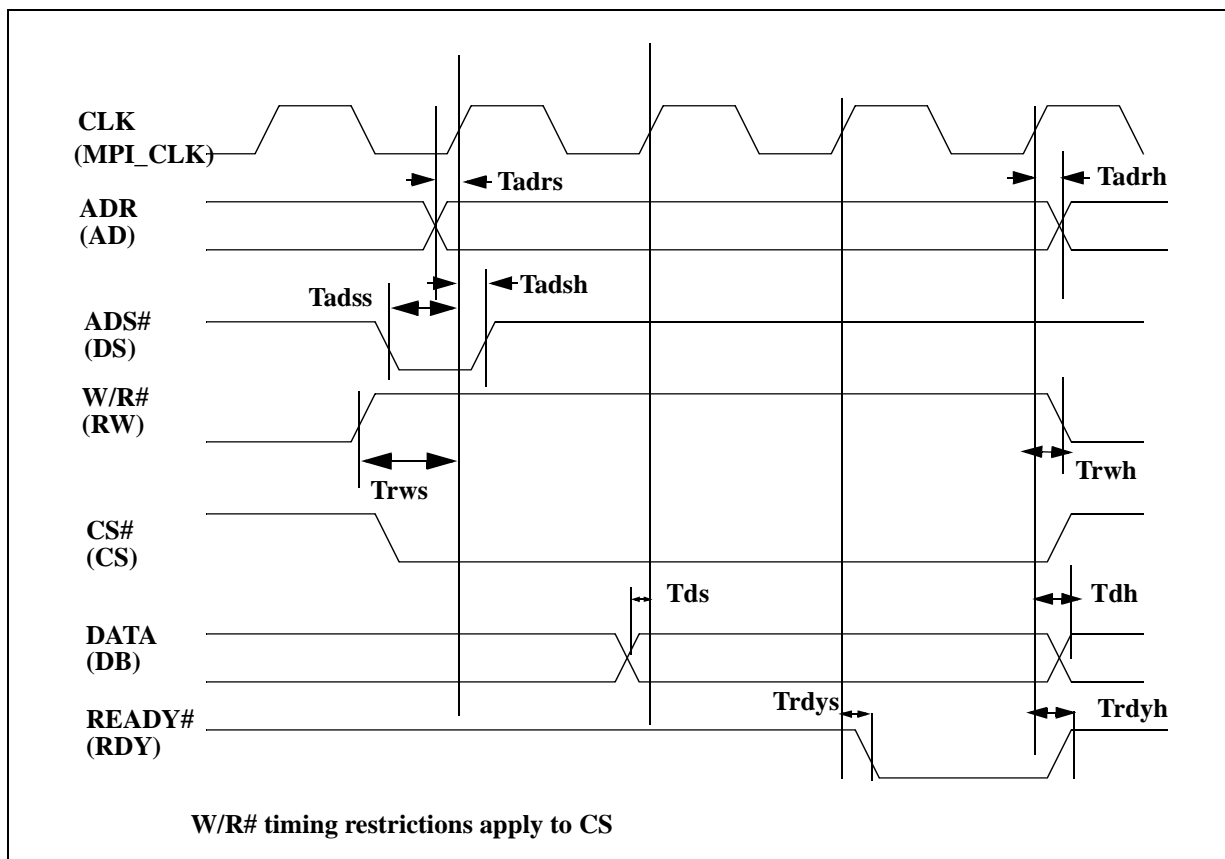 CLK
(MPI_CLK)
Tadrs
Tadrh
ADR
(AD)
Tadss
Tadsh
ADS#
(DS)
W/R#
(RW)
Trws
Trwh
CS#
(CS)
Tds
Tdh
DATA
(DB)
Trdys
Trdyh
READY#
(RDY)
W/R# timing restrictions apply to CS